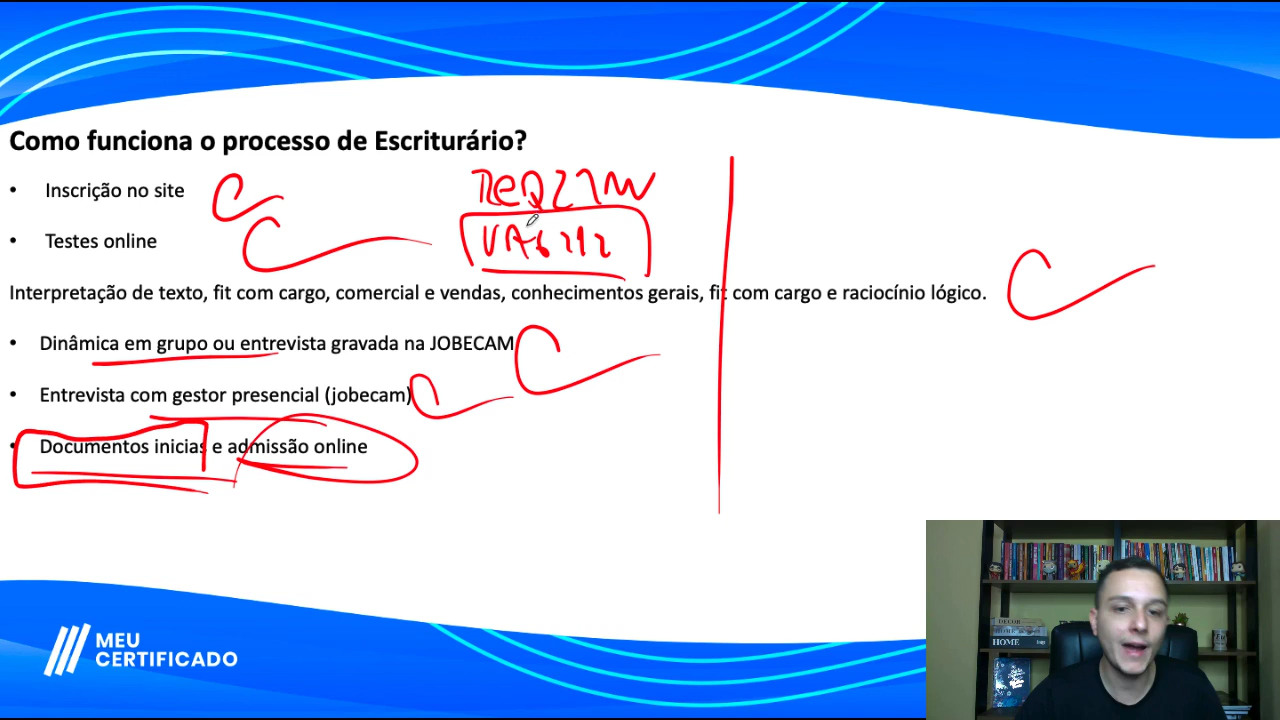 Como funciona o processo de Escriturário?
• Inscrição no site
• Testes online
Interpretação de texto, fit com cargo, comercial e vendas, conhecimentos gerais, fit com cargo e raciocínio lógico.
• Dinâmica em grupo ou entrevista gravada na JOBECAM
• Entrevista com gestor presencial (jobecam)
• Documentos inicias e admissão online
MEU
CERTIFICADO
HOME